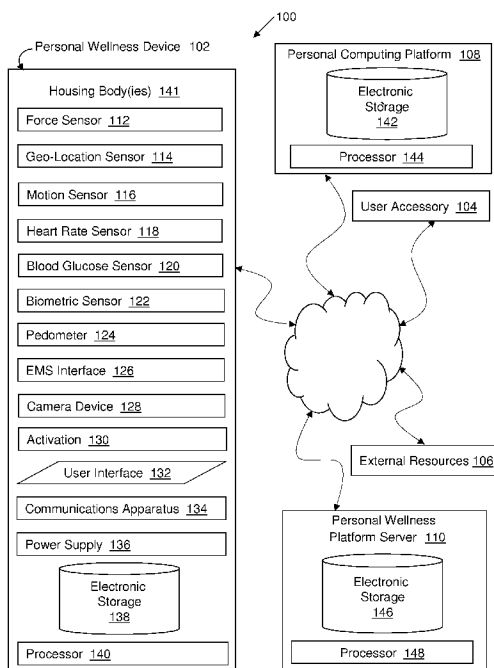 100
Personal Wellness Device 102
Housing Body(ies) 141
Force Sensor 112
Geo-Location Sensor 114
Motion Sensor 116
Heart Rate Sensor 118
Blood Glucose Sensor 120
Biometric Sensor 122
Pedometer 124
EMS Interface 126
Camera Device 128
Activation 130
User Interface 132
Communications Apparatus 134
Power Supply 136
Electronic
Storage
138
Processor 140
Personal Computing Platform 108
Electronic
Storage
142
Processor 144
User Accessory 104
External Resources 106
Personal Wellness
Platform Server 110
Electronic
Storage
146
Processor 148